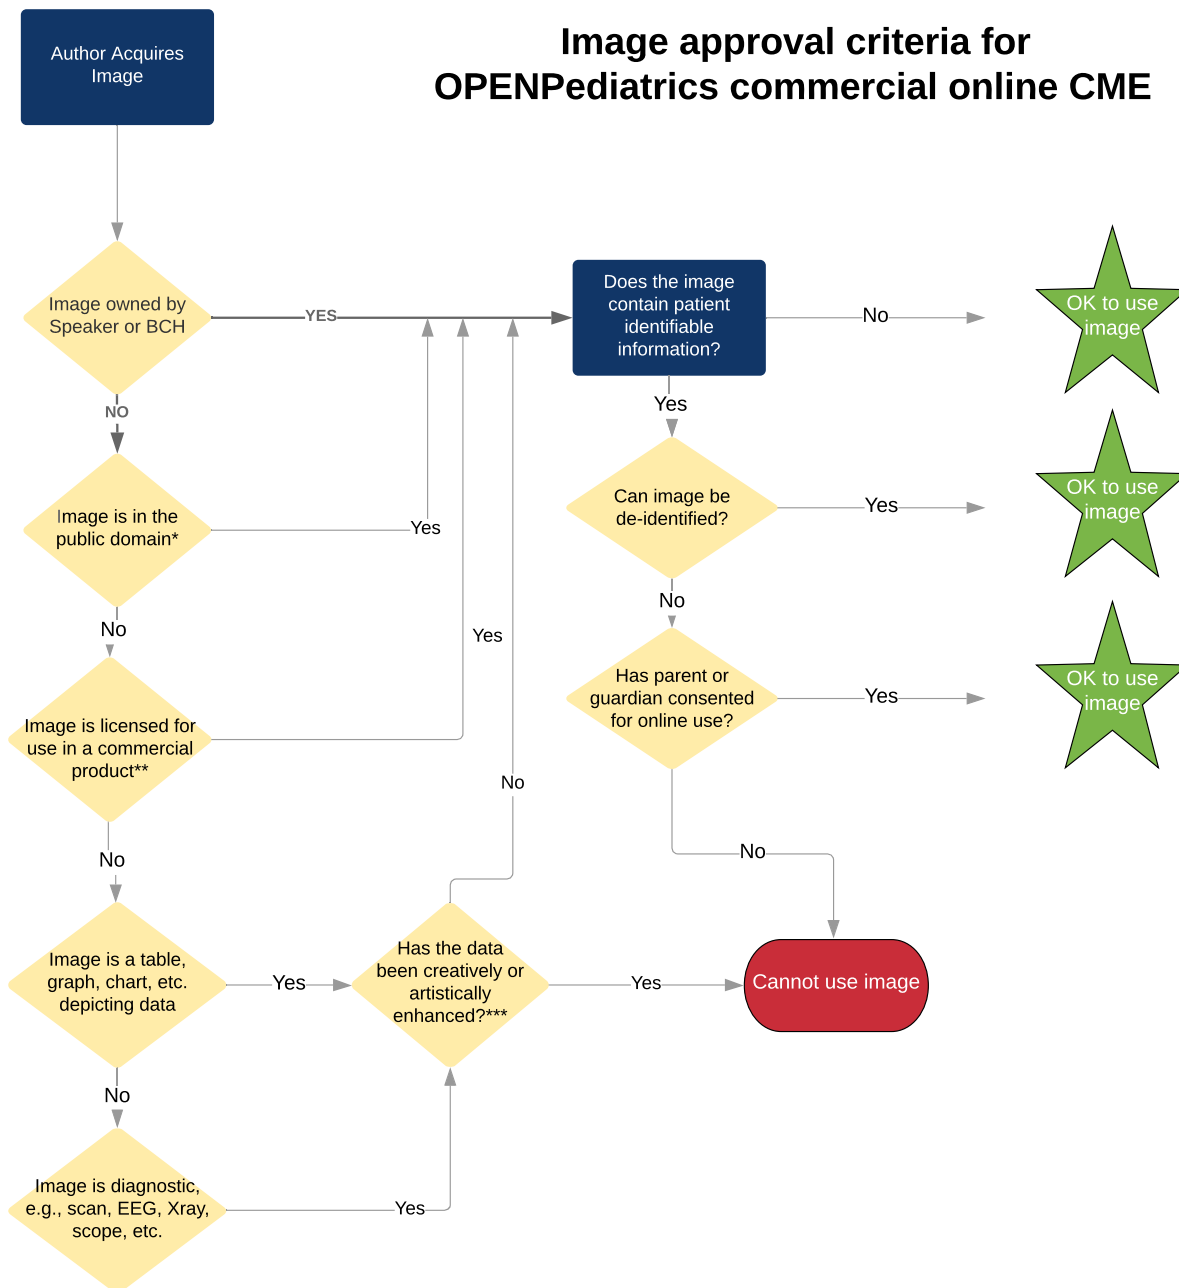 Author Acquires
Image
Image approval criteria for
OPENPediatrics commercial online CME
Image owned by
Speaker or BCH
YES
Does the image
contain patient
identifiable
information?
No
OK to use
image
NO
Yes
Image is in the
public domain*
Yes
Can image be
de-identified?
Yes
OK to use
image
No
Yes
No
Image is licensed for
use in a commercial
product**
Has parent or
guardian consented
for online use?
Yes
OK to use
image
No
No
No
Image is a table,
graph, chart, etc.
depicting data
Yes
Has the data
been creatively or
artistically
enhanced?***
Yes
Cannot use image
No
Image is diagnostic,
e.g., scan, EEG, Xray,
scope, etc.
Yes